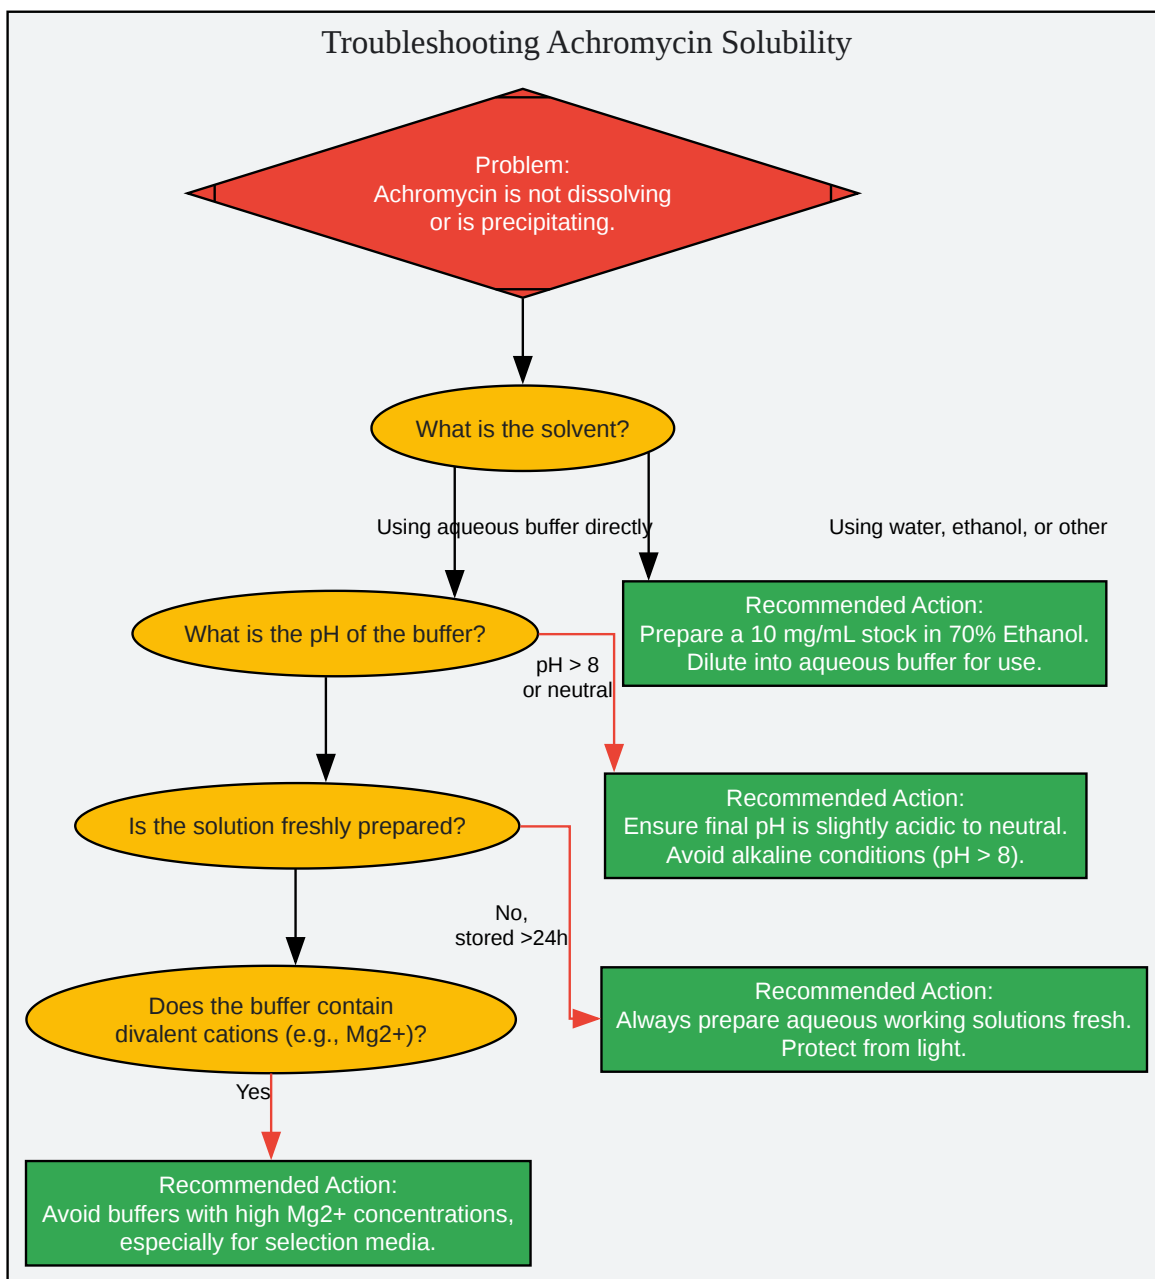 Troubleshooting Achromycin Solubility
Problem:
Achromycin is not dissolving
or is precipitating.
What is the solvent?
Using aqueous buffer directly
Using water, ethanol, or other
What is the pH of the buffer?
Recommended Action:
Prepare a 10 mg/mL stock in 70% Ethanol.
Dilute into aqueous buffer for use.
pH > 8
or neutral
Recommended Action:
Ensure final pH is slightly acidic to neutral.
Avoid alkaline conditions (pH > 8).
Is the solution freshly prepared?
No,
stored >24h
Recommended Action:
Always prepare aqueous working solutions fresh.
Protect from light.
Does the buffer contain
divalent cations (e.g., Mg2+)?
Yes
Recommended Action:
Avoid buffers with high Mg2+ concentrations,
especially for selection media.